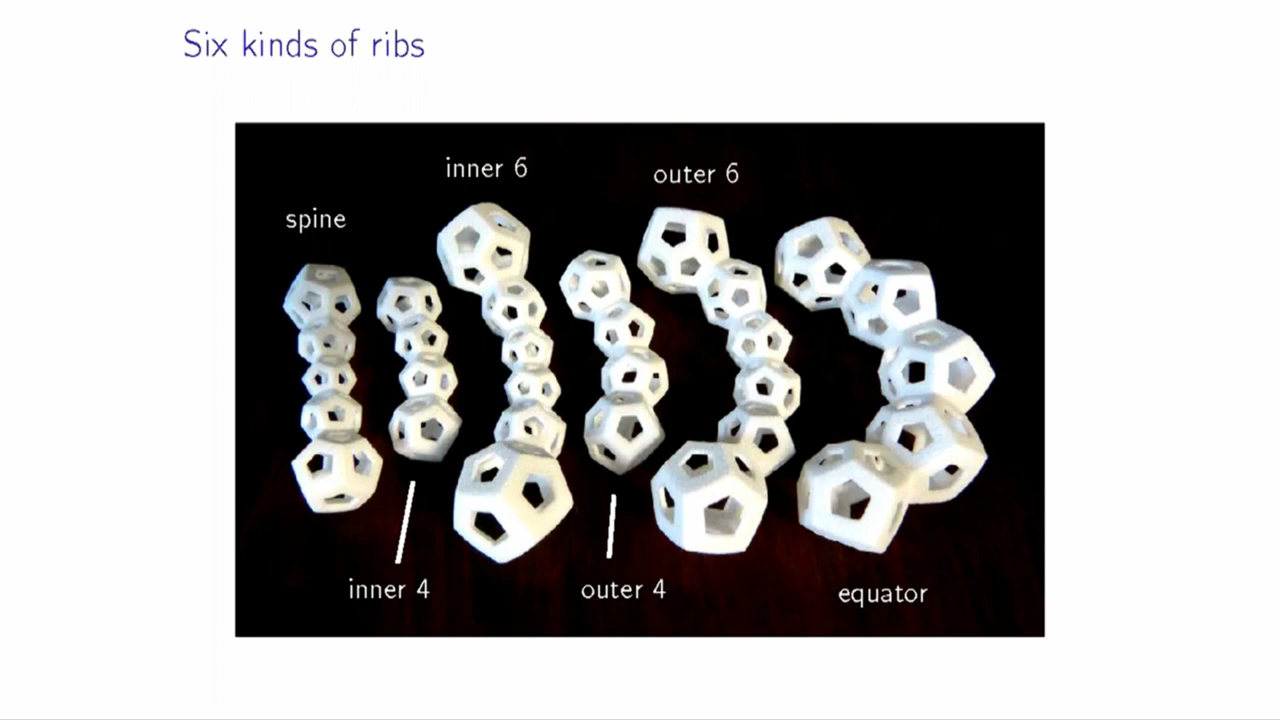 Six kinds of ribs
inner 6
outer 6
spine
inner 4
outer 4
equator